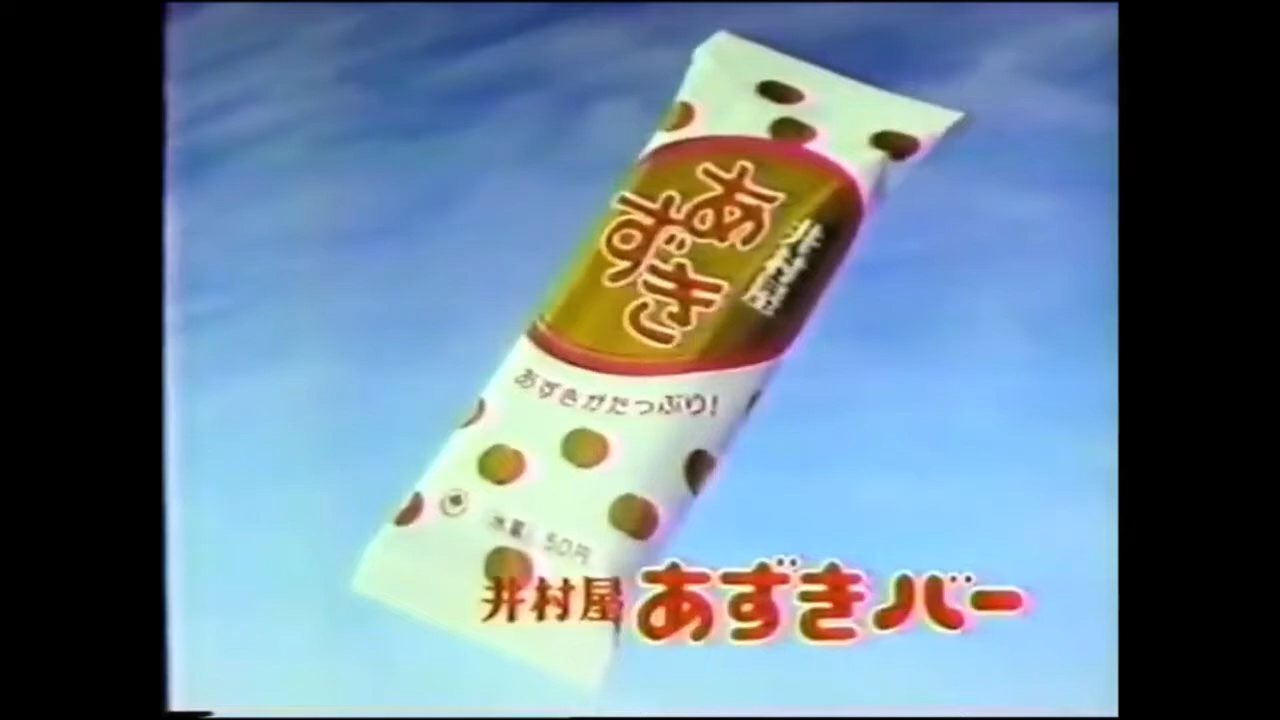 あずき
井村屋
あずきがたっぷり!
氷菓 50円
井村屋 あずきバー